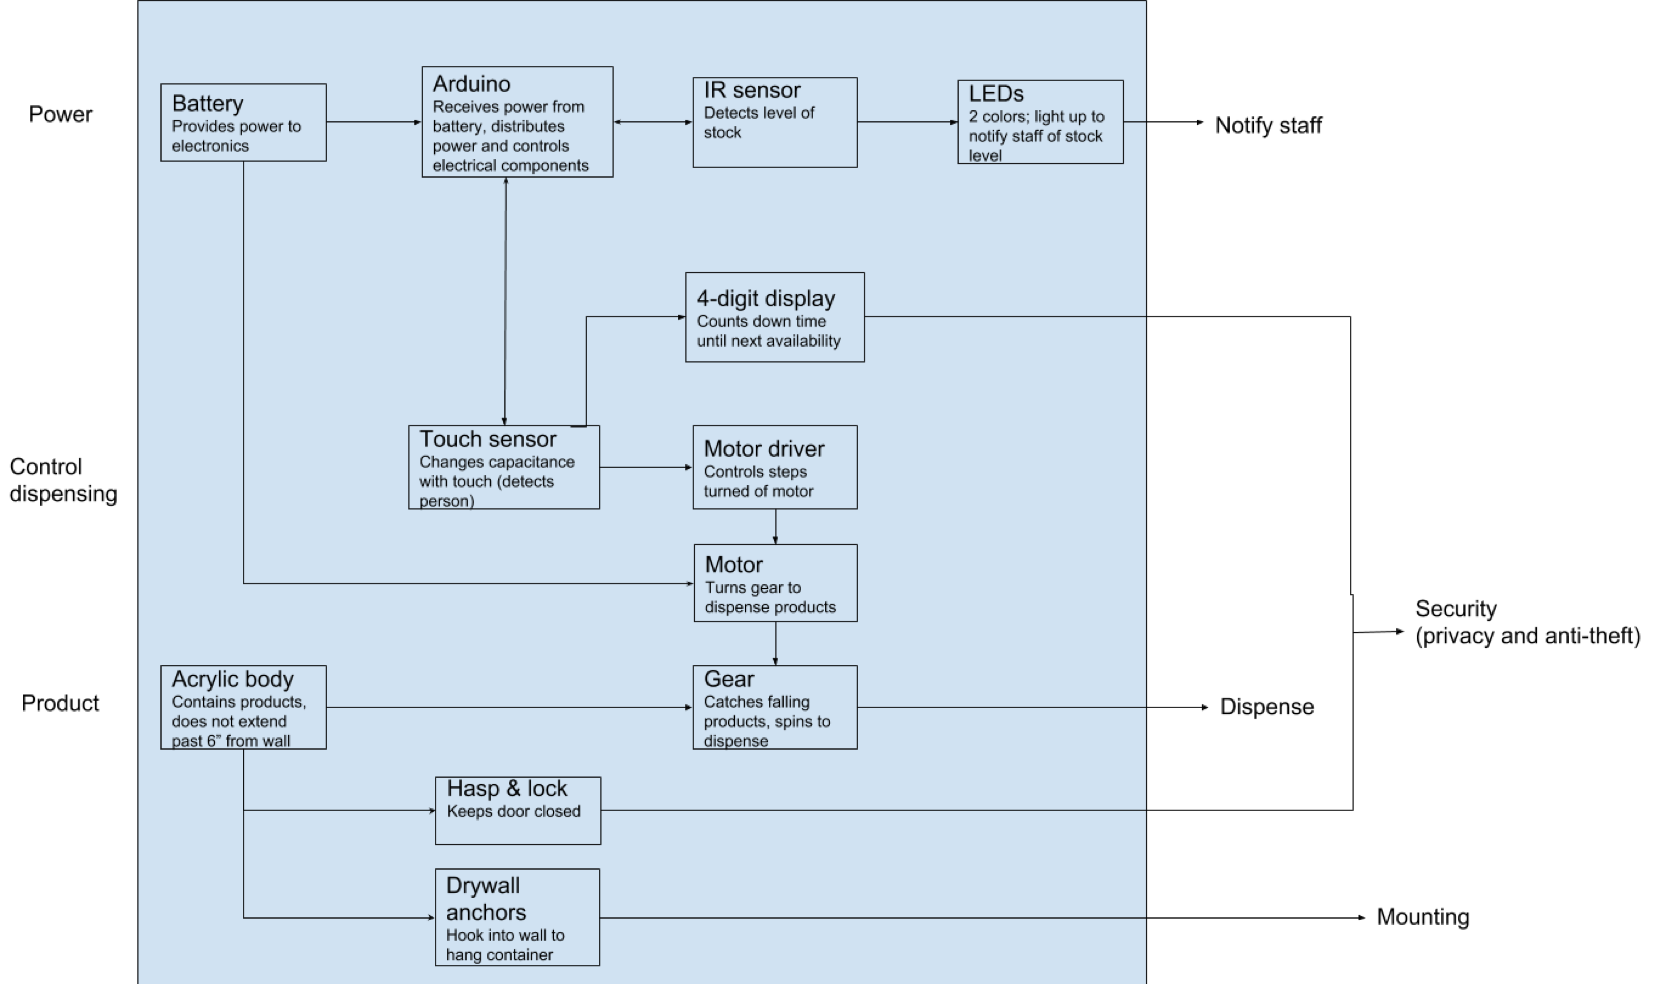 Power
Battery
Provides power to
electronics
Arduino
Receives power from
battery, distributes
power and controls
electrical components
IR sensor
Detects level of
stock
LEDs
2 colors; light up to
notify staff of stock
level
Notify staff
4-digit display
Counts down time
until next availability
Control
dispensing
Touch sensor
Changes capacitance
with touch (detects
person)
Motor driver
Controls steps
turned of motor
Motor
Turns gear to
dispense products
Security
(privacy and anti-theft)
Product
Acrylic body
Contains products,
does not extend
past 6” from wall
Gear
Catches falling
products, spins to
dispense
Dispense
Hasp & lock
Keeps door closed
Drywall
anchors
Hook into wall to
hang container
Mounting